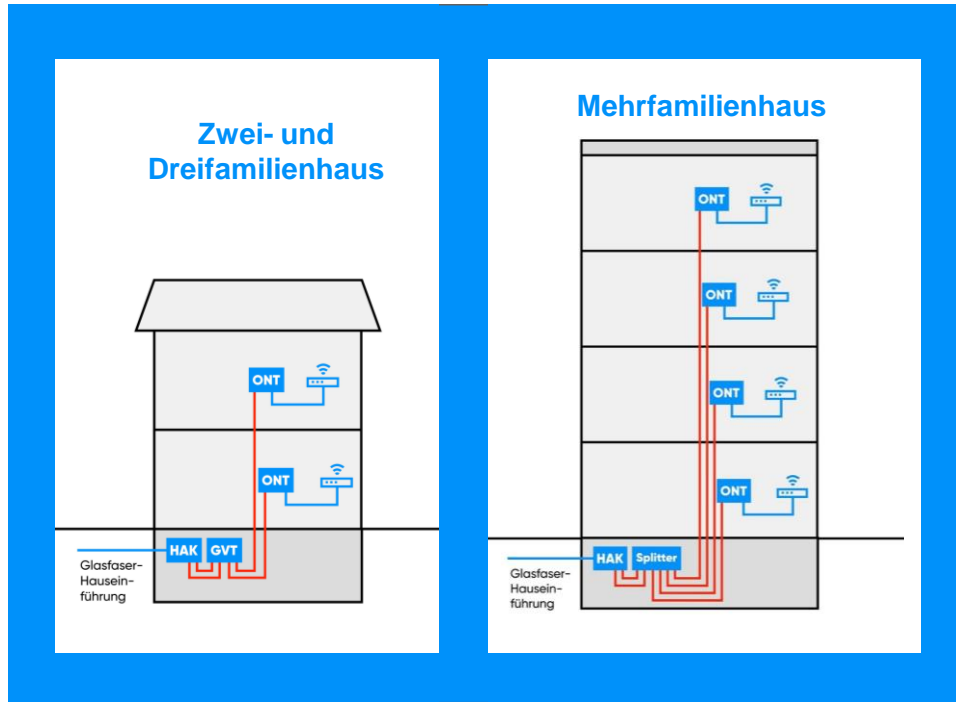 Zwei- und
Dreifamilienhaus
ONT
ONT
HAK GVT
Glasfaser-
Hausein-
führung
Mehrfamilienhaus
ONT
ONT
ONT
ONT
HAK Splitter
Glasfaser-
Hausein-
führung